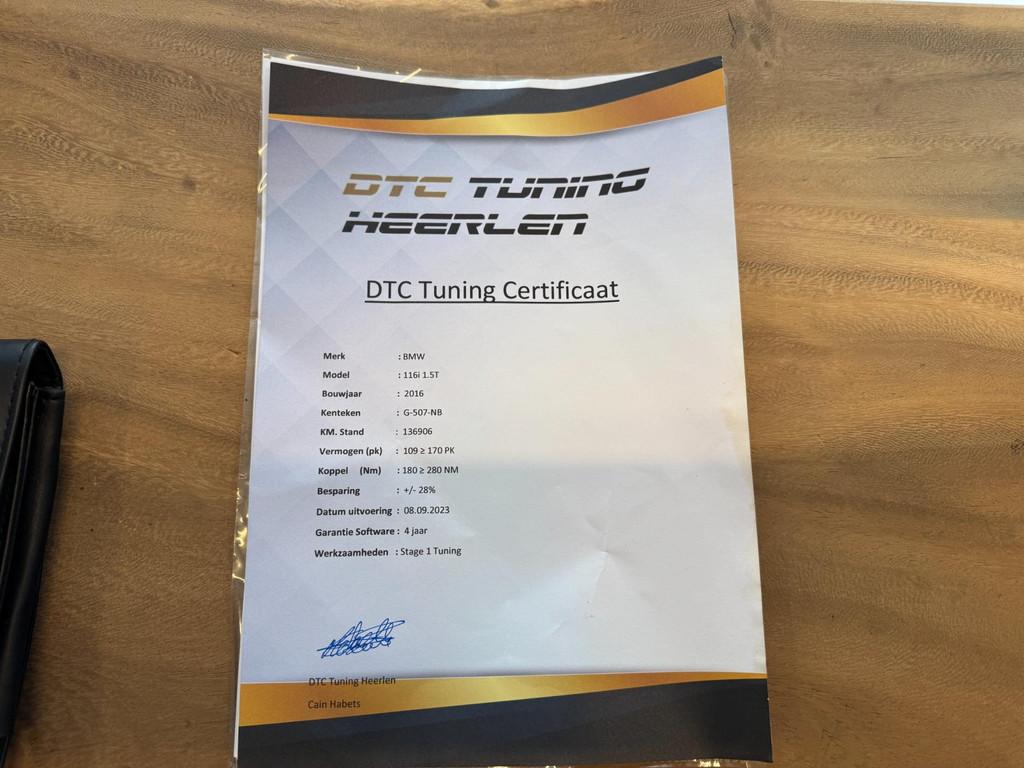 DTC TUNING
HEERLEN
DTC Tuning Certificaat
Merk : BMW
Model : 116i 1.5T
Bouwjaar : 2016
Kenteken : G-507-NB
KM. Stand : 136906
Vermogen (pk) : 109 ≥ 170 PK
Koppel (Nm) : 180 ≥ 280 NM
Besparing : +/- 28%
Datum uitvoering : 08.09.2023
Garantie Software : 4 jaar
Werkzaamheden : Stage 1 Tuning
DTC Tuning Heerlen
Cain Habets